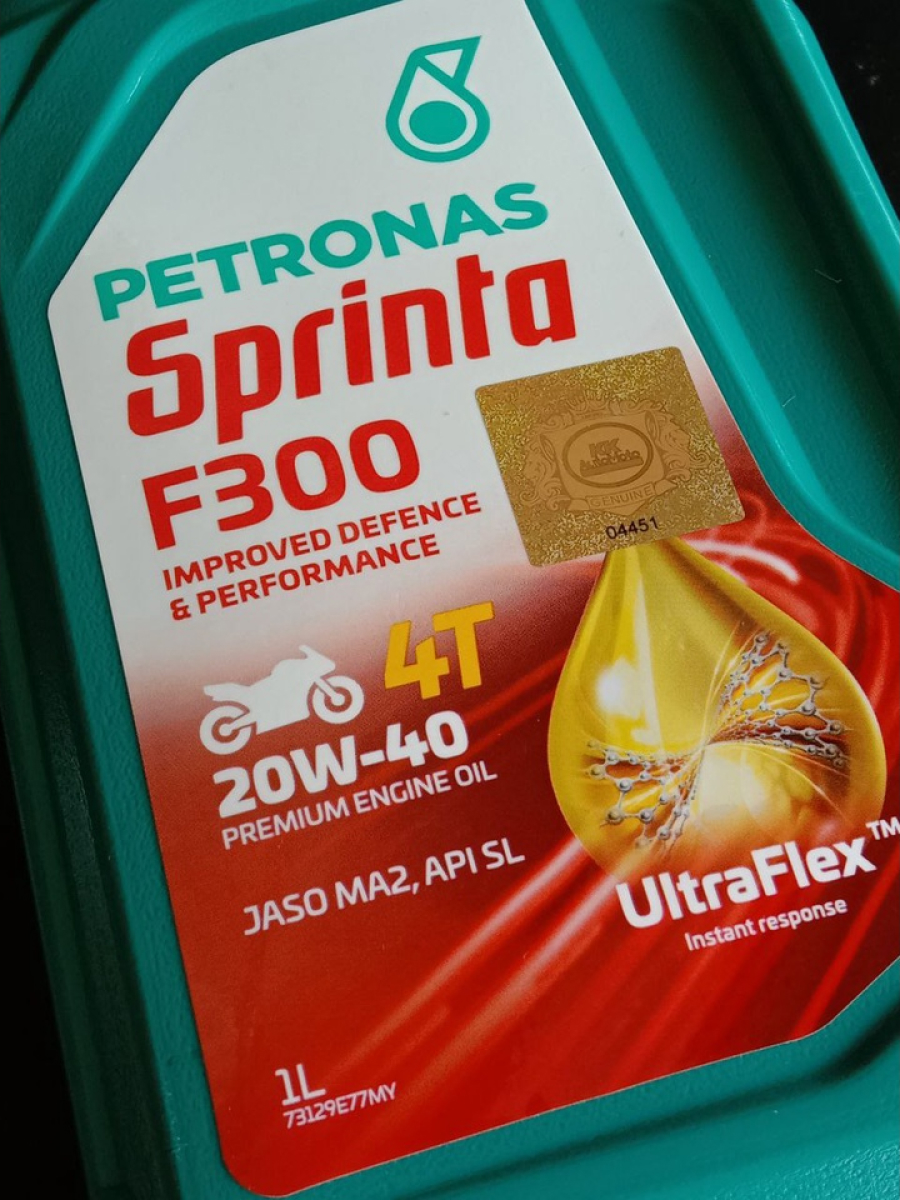 PETRONAS
Sprinta
F300
IMPROVED DEFENCE
& PERFORMANCE
AutoMoto
GENUINE
04451
4T
20W-40
PREMIUM ENGINE OIL
JASO MA2, API SL
UltraFlex™
Instant response
1L
73129E77MY